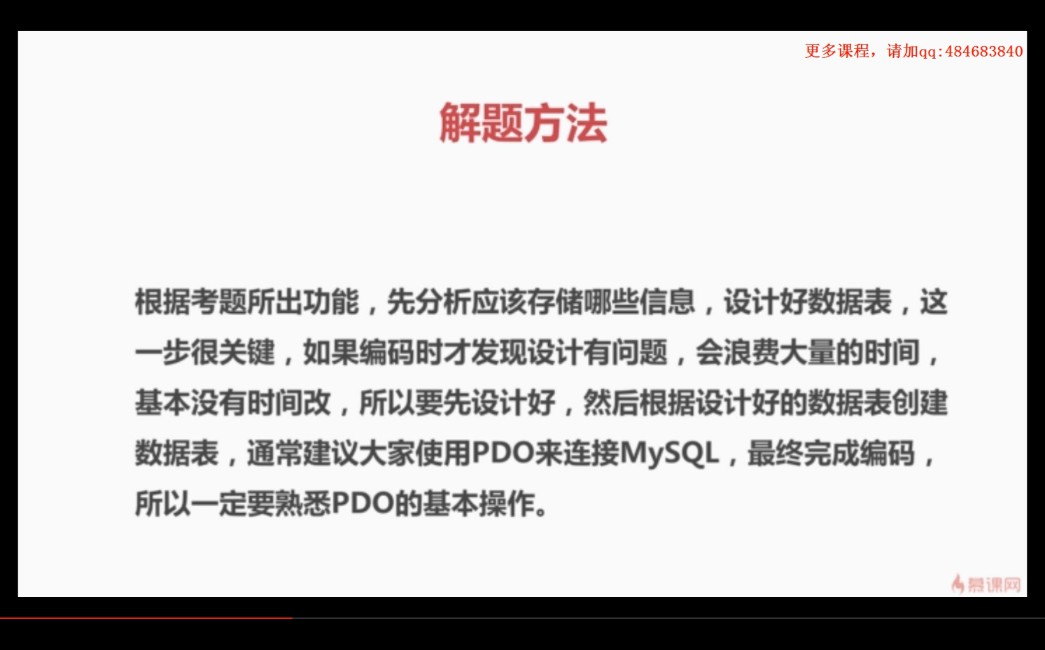 更多课程，请加qq:484683840
解题方法
根据考题所出功能，先分析应该存储哪些信息，设计好数据表，这
一步很关键，如果编码时才发现设计有问题，会浪费大量的时间，
基本没有时间改，所以要先设计好，然后根据设计好的数据表创建
数据表，通常建议大家使用PDO来连接MySQL，最终完成编码，
所以一定要熟悉PDO的基本操作。
慕课网